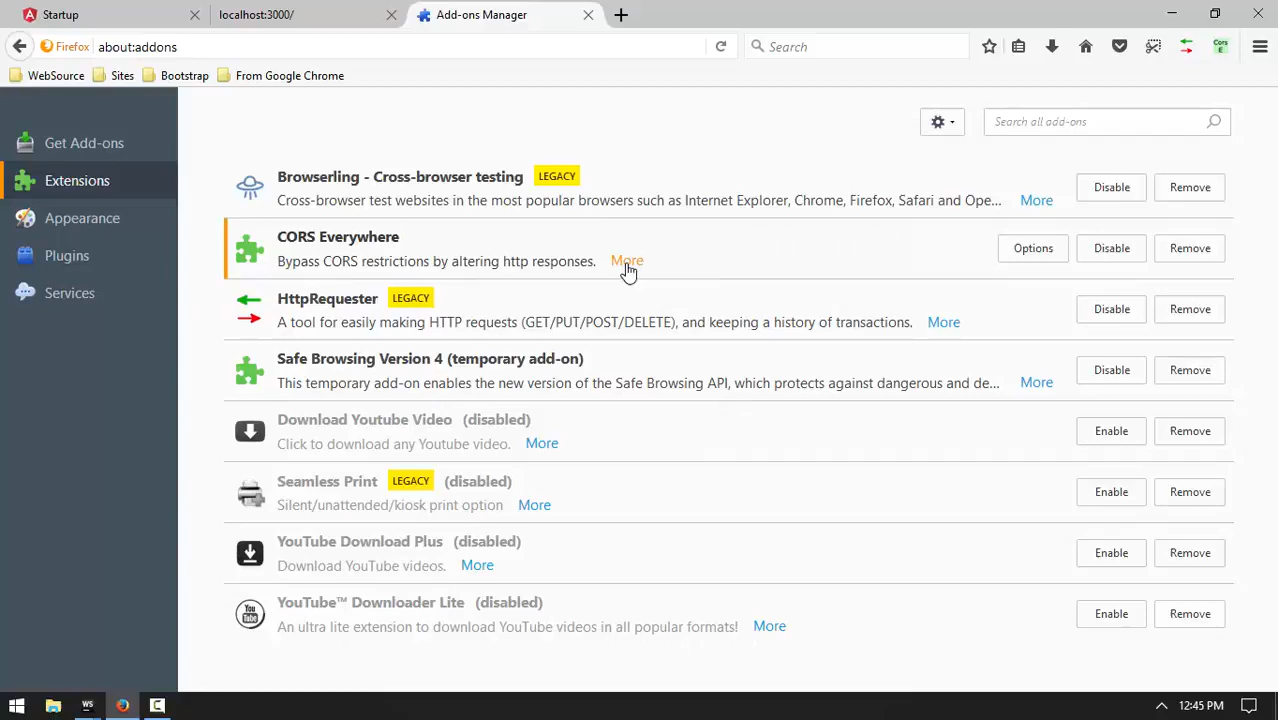 Startup
localhost:3000/
Add-ons Manager
Firefox
about:addons
Search
Cors
E
WebSource
Sites
Bootstrap
From Google Chrome
Get Add-ons
Extensions
Appearance
Plugins
Services
Search all add-ons
Browserling - Cross-browser testing LEGACY
Cross-browser test websites in the most popular browsers such as Internet Explorer, Chrome, Firefox, Safari and Ope... More
Disable
Remove
CORS Everywhere
Bypass CORS restrictions by altering http responses. More
Options
Disable
Remove
HttpRequester LEGACY
A tool for easily making HTTP requests (GET/PUT/POST/DELETE), and keeping a history of transactions. More
Disable
Remove
Safe Browsing Version 4 (temporary add-on)
This temporary add-on enables the new version of the Safe Browsing API, which protects against dangerous and de... More
Disable
Remove
Download Youtube Video (disabled)
Click to download any Youtube video. More
Enable
Remove
Seamless Print LEGACY (disabled)
Silent/unattended/kiosk print option More
Enable
Remove
YouTube Download Plus (disabled)
Download YouTube videos. More
Enable
Remove
You
Tube
YouTube™ Downloader Lite (disabled)
An ultra lite extension to download YouTube videos in all popular formats! More
Enable
Remove
WS
12:45 PM